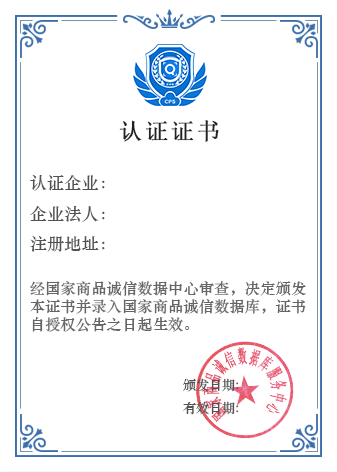 CPS
认证证书
认证企业：
企业法人：
注册地址：
经国家商品诚信数据中心审查，决定颁发
本证书并录入国家商品诚信数据库，证书
自授权公告之日起生效。
国家商品诚信数据库服务中心
颁发日期：
有效日期：